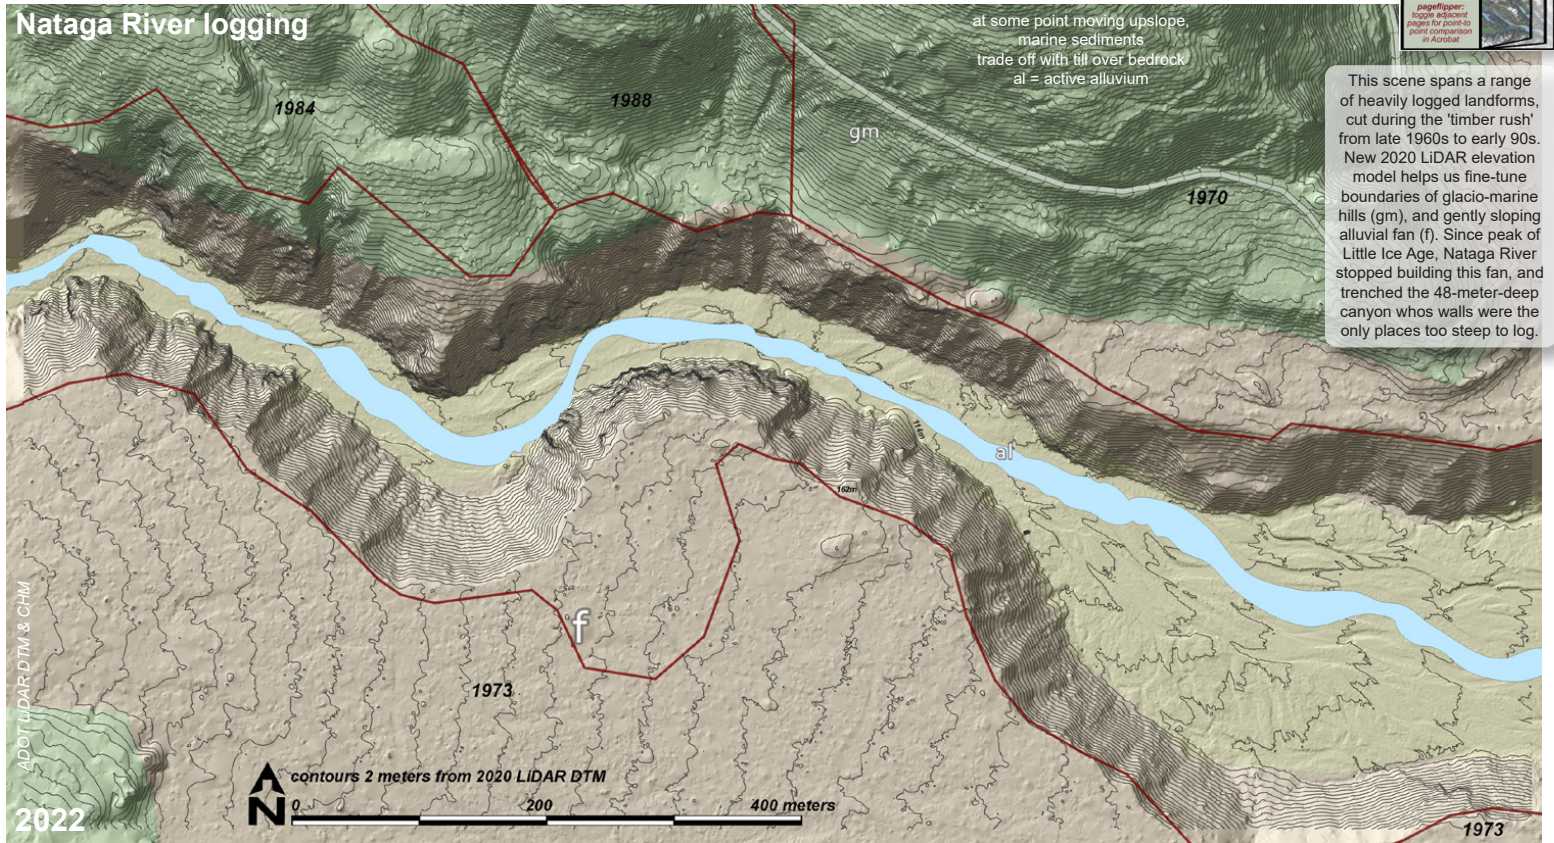 Nataga River logging
at some point moving upslope,
marine sediments
trade off with till over bedrock
al = active alluvium
pageflipper:
toggle adjacent
pages for point-to
point comparison
in Acrobat
This scene spans a range
of heavily logged landforms,
cut during the 'timber rush'
from late 1960s to early 90s.
New 2020 LiDAR elevation
model helps us fine-tune
boundaries of glacio-marine
hills (gm), and gently sloping
alluvial fan (f). Since peak of
Little Ice Age, Nataga River
stopped building this fan, and
trenched the 48-meter-deep
canyon whos walls were the
only places too steep to log.
1984
1988
gm
1970
114m
al
162m
f
1973
ADOT LiDAR DTM & CHM
contours 2 meters from 2020 LiDAR DTM
N
0 200 400 meters
2022
1973